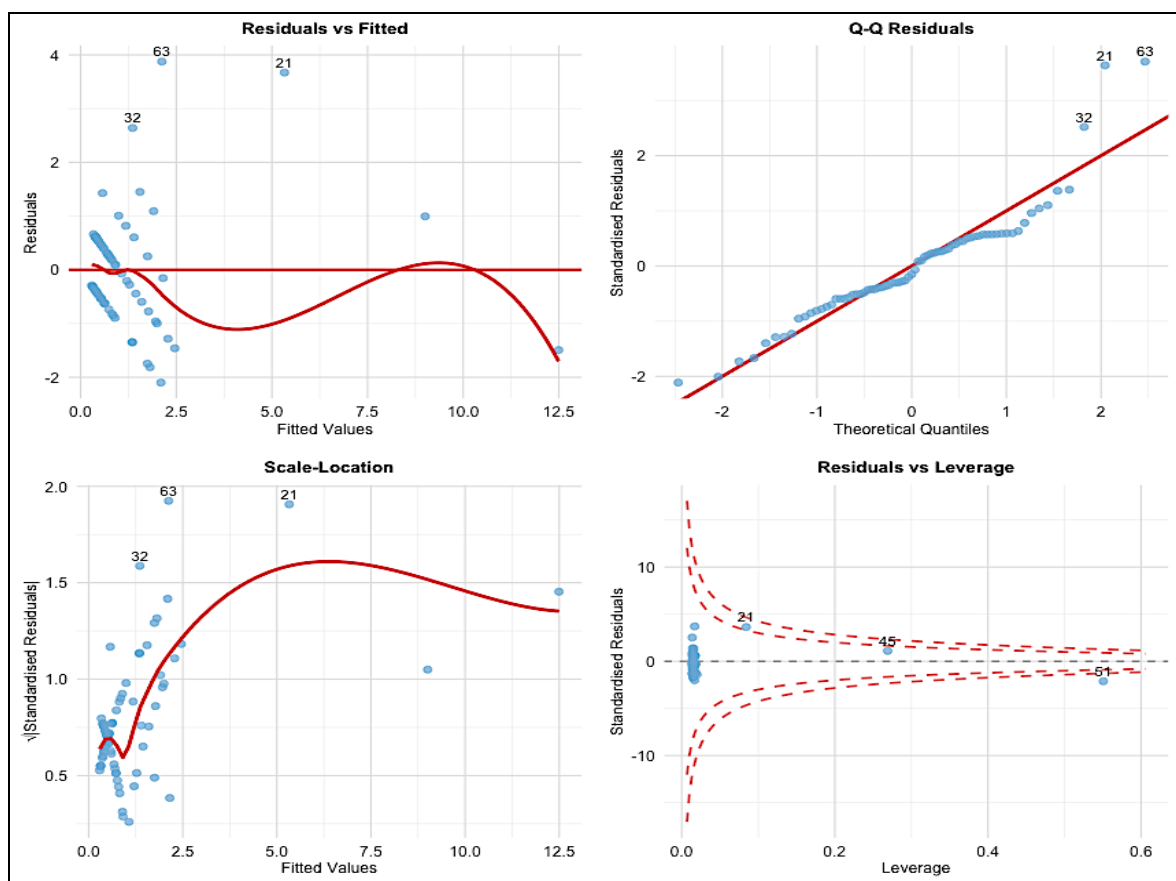 Residuals vs Fitted
63
21
32
4
2
0
-2
Residuals
0.0 2.5 5.0 7.5 10.0 12.5
Fitted Values
Q-Q Residuals
21 63
32
2
0
-2
Standardised Residuals
-2 -1 0 1 2
Theoretical Quantiles
Scale-Location
2.0
63
21
32
1.5
1.0
0.5
√|Standardised Residuals|
0.0 2.5 5.0 7.5 10.0 12.5
Fitted Values
Residuals vs Leverage
10
21
45
0
51
-10
Standardised Residuals
0.0 0.2 0.4 0.6
Leverage